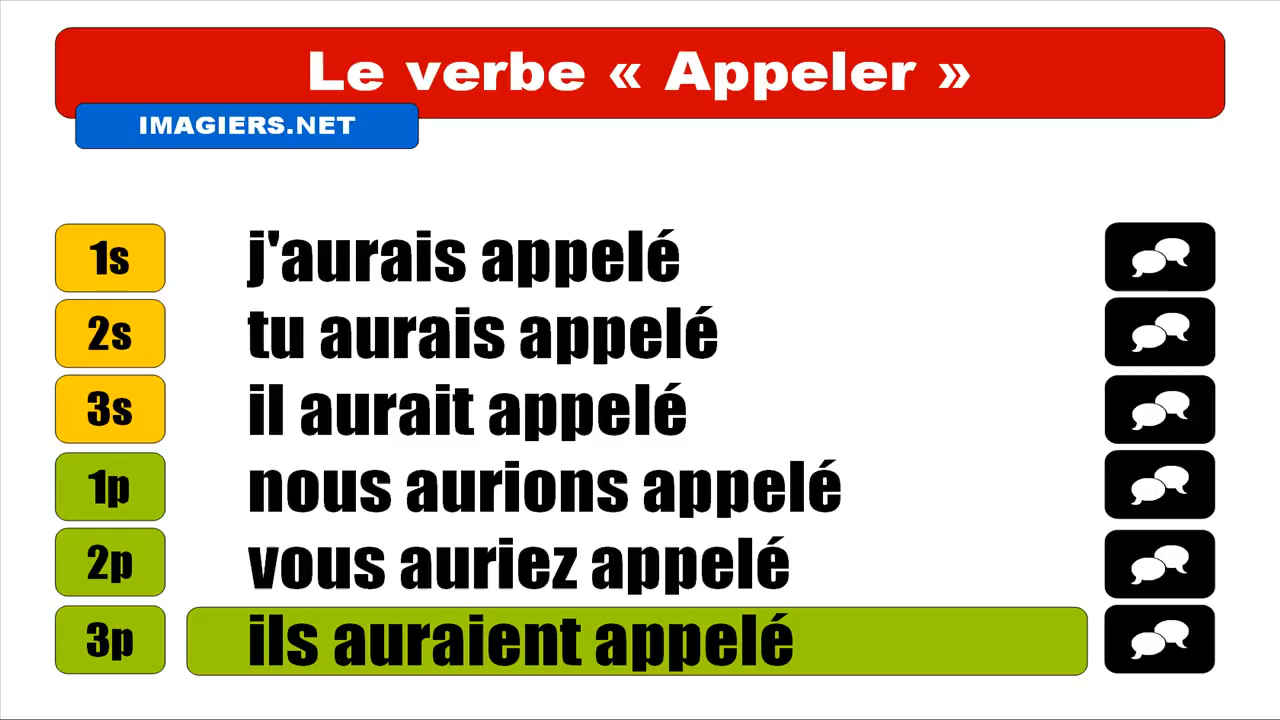 Le verbe « Appeler »
IMAGIERS.NET
1s j'aurais appelé
2s tu aurais appelé
3s il aurait appelé
1p nous aurions appelé
2p vous auriez appelé
3p ils auraient appelé